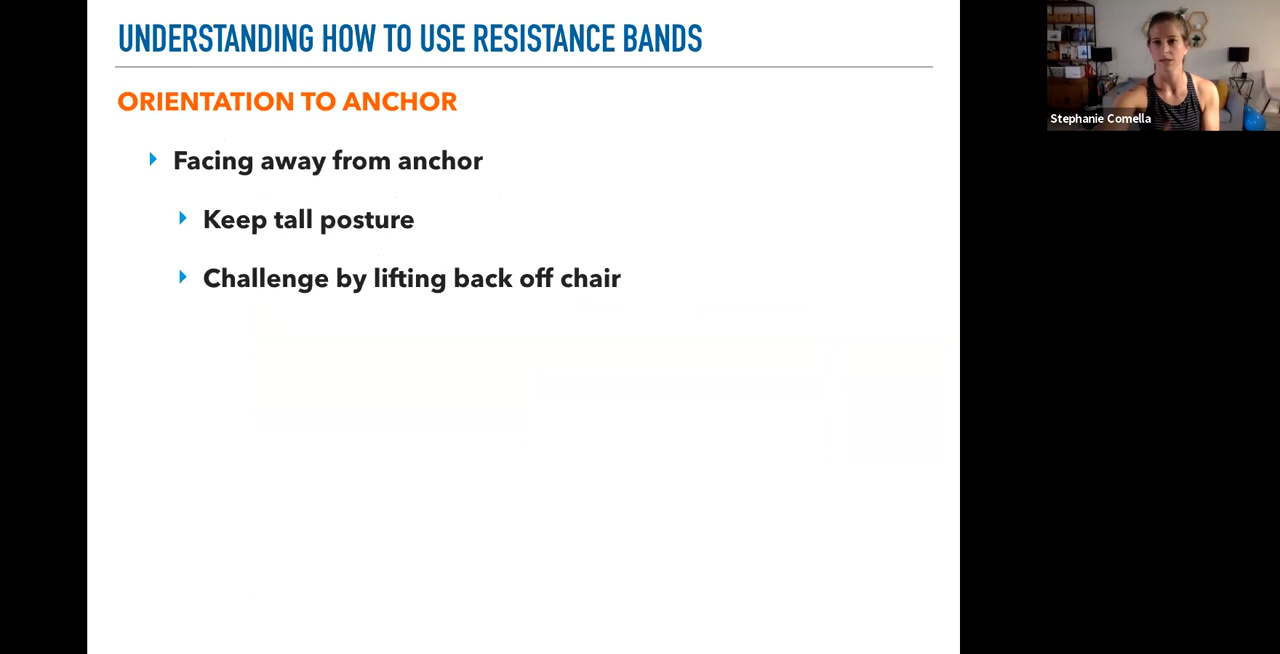 UNDERSTANDING HOW TO USE RESISTANCE BANDS
ORIENTATION TO ANCHOR
Facing away from anchor
Keep tall posture
Challenge by lifting back off chair
Stephanie Comella